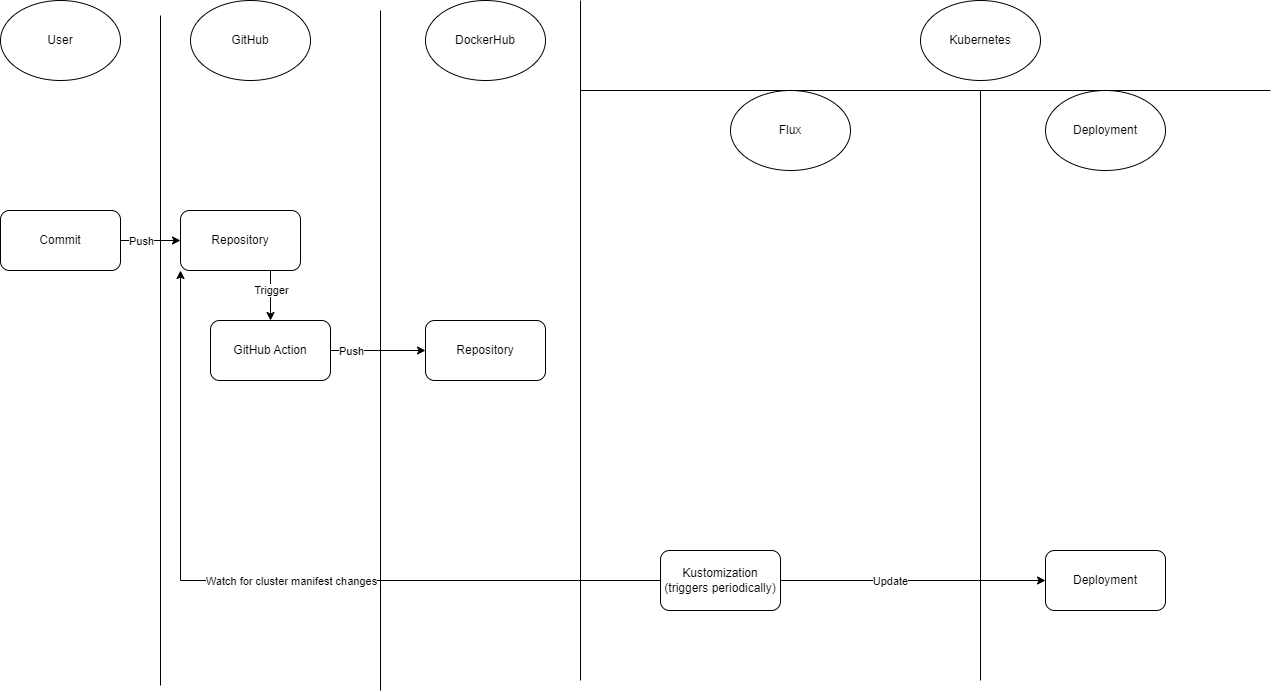 User
GitHub
DockerHub
Kubernetes
Flux
Deployment
Commit
Push
Repository
Trigger
GitHub Action
Push
Repository
Watch for cluster manifest changes
Kustomization
(triggers periodically)
Update
Deployment